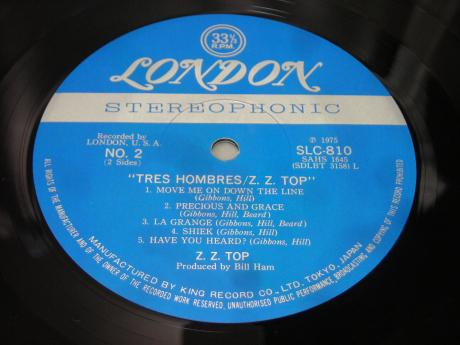 33⅓
R.P.M.
LONDON
STEREOPHONIC
Recorded by
LONDON, U. S. A.
NO. 2
(2 Sides)
℗ 1975
SLC-810
SAHS 1645
(SDLBT 3158) L
"TRES HOMBRES/Z. Z. TOP"
1. MOVE ME ON DOWN THE LINE
(Gibbons, Hill)
2. PRECIOUS AND GRACE
(Gibbons, Hill, Beard)
3. LA GRANGE (Gibbons, Hill, Beard)
4. SHIEK (Gibbons, Hill)
5. HAVE YOU HEARD? (Gibbons, Hill)
Z. Z. TOP
Produced by Bill Ham
MANUFACTURED BY KING RECORD CO., LTD. TOKYO, JAPAN
ALL RIGHTS OF THE MANUFACTURER AND OF THE OWNER OF THE RECORDED WORK RESERVED, UNAUTHORISED PUBLIC PERFORMANCE, BROADCASTING AND COPYING OF THIS RECORD PROHIBITED